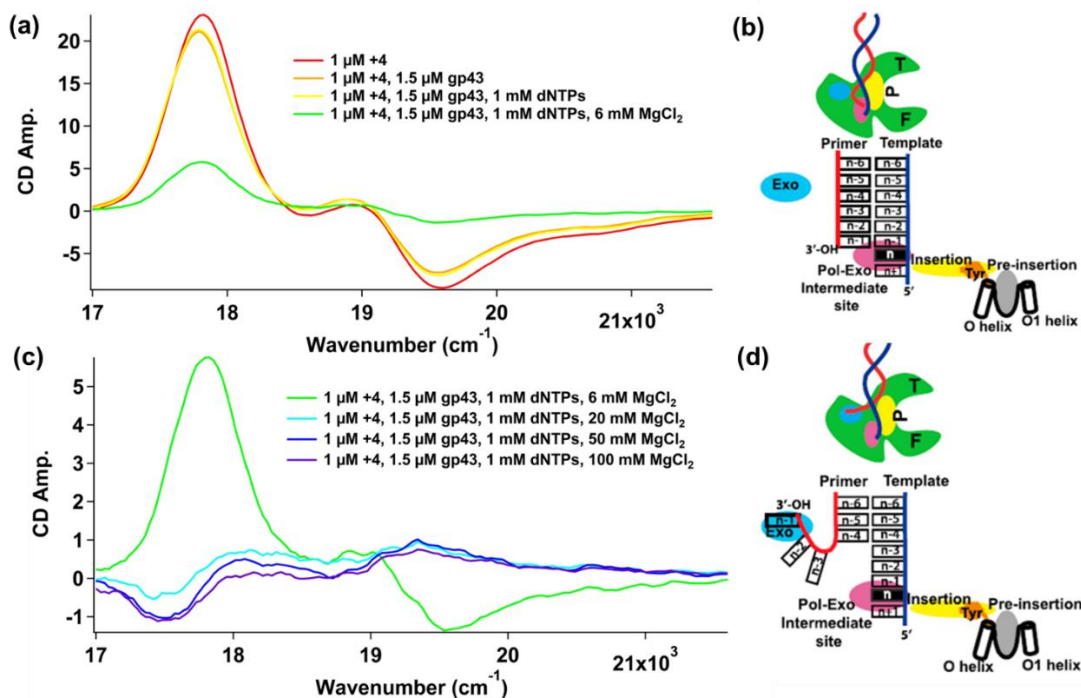 (a)
CD Amp.
20
15
10
5
0
-5
1 µM +4
1 µM +4, 1.5 µM gp43
1 µM +4, 1.5 µM gp43, 1 mM dNTPs
1 µM +4, 1.5 µM gp43, 1 mM dNTPs, 6 mM MgCl2
17 18 19 20 21x10³
Wavenumber (cm⁻¹)
(b)
T
P
F
Primer Template
n-6 n-6
n-5 n-5
Exo n-4 n-4
n-3 n-3
n-2 n-2
n-1 n-1
3'-OH
n Insertion Pre-insertion
Pol-Exo n+1 Tyr
Intermediate
site 5'
O helix O1 helix
(c)
CD Amp.
5
4
3
2
1
0
-1
1 µM +4, 1.5 µM gp43, 1 mM dNTPs, 6 mM MgCl2
1 µM +4, 1.5 µM gp43, 1 mM dNTPs, 20 mM MgCl2
1 µM +4, 1.5 µM gp43, 1 mM dNTPs, 50 mM MgCl2
1 µM +4, 1.5 µM gp43, 1 mM dNTPs, 100 mM MgCl2
17 18 19 20 21x10³
Wavenumber (cm⁻¹)
(d)
T
P
F
Primer Template
3'-OH n-6 n-6
n-1 n-5 n-5
Exo n-4 n-4
n-2 n-3
n-3 n-2
n-1
n Insertion Pre-insertion
Pol-Exo n+1 Tyr
Intermediate
site 5'
O helix O1 helix